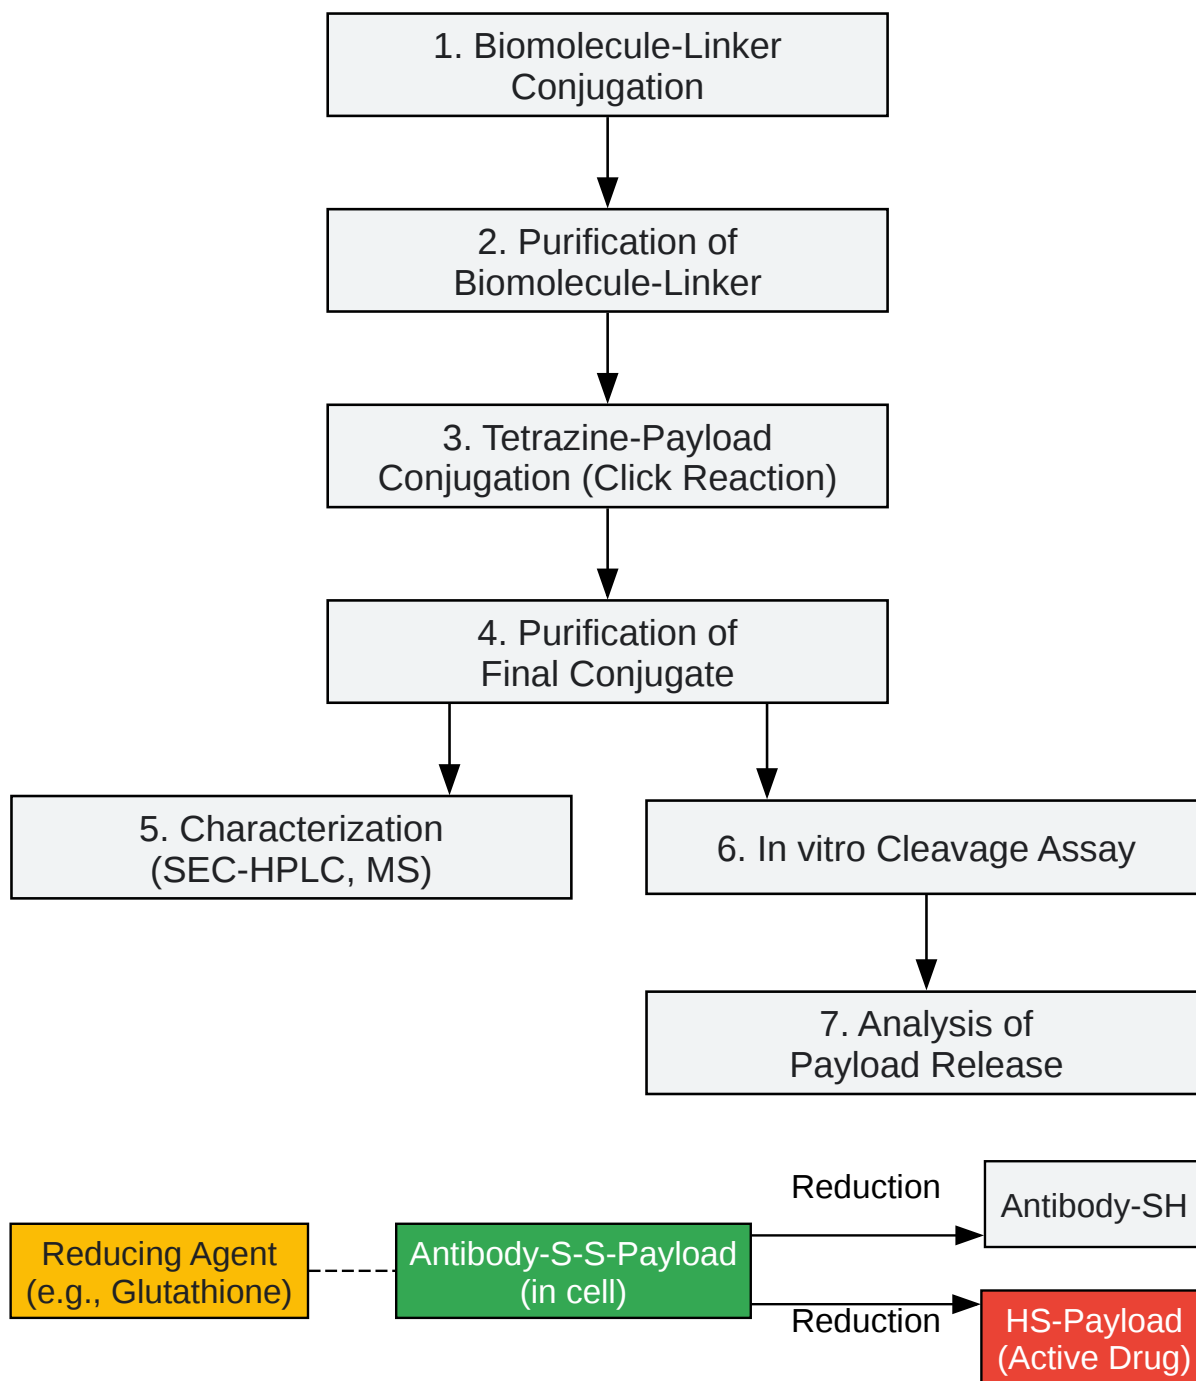 1. Biomolecule-Linker
Conjugation
2. Purification of
Biomolecule-Linker
3. Tetrazine-Payload
Conjugation (Click Reaction)
4. Purification of
Final Conjugate
5. Characterization
(SEC-HPLC, MS)
6. In vitro Cleavage Assay
7. Analysis of
Payload Release
Reducing Agent
(e.g., Glutathione)
Antibody-S-S-Payload
(in cell)
Reduction
Antibody-SH
Reduction
HS-Payload
(Active Drug)